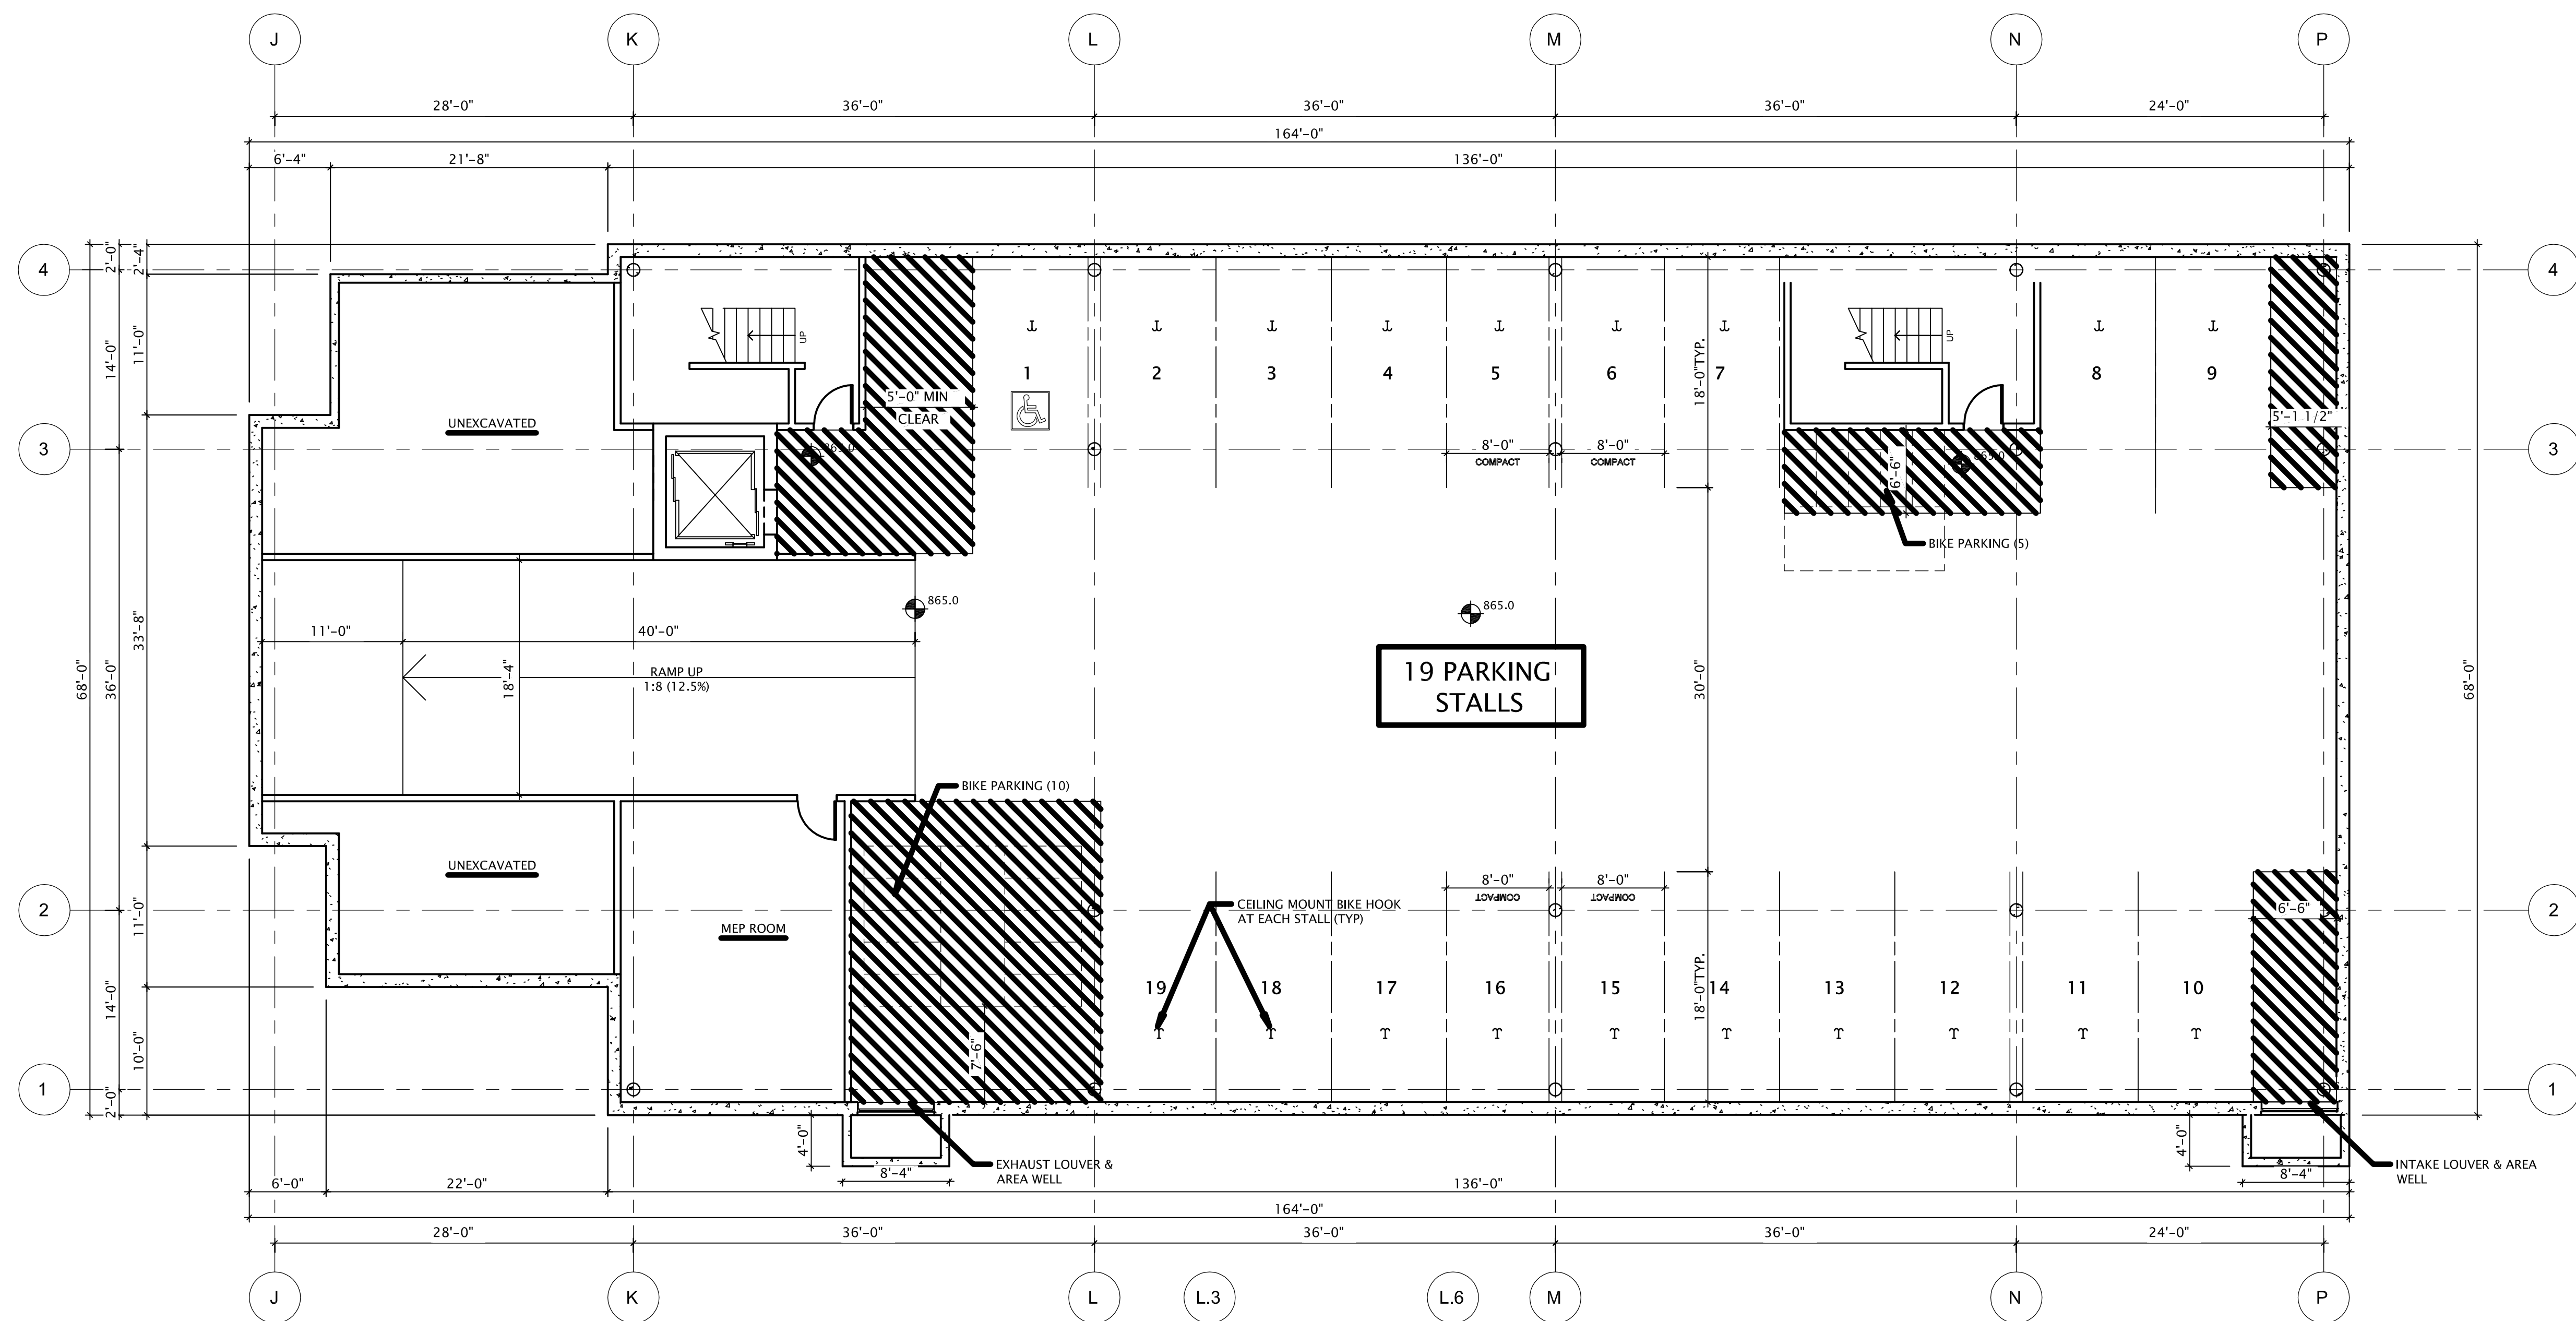 J K L M N P
28'-0" 36'-0" 36'-0" 36'-0" 24'-0"
164'-0"
6'-4" 21'-8" 136'-0"
4 2'-0" 2'-4" 4
14'-0" 11'-0"
UP UP
18'-0"TYP.
1 2 3 4 5 6 7 8 9
5'-0" MIN
CLEAR
5'-1 1/2"
UNEXCAVATED
3 865.0 8'-0" 8'-0" 865.0 3
COMPACT COMPACT
6'-6"
BIKE PARKING (5)
865.0 865.0
33'-8"
11'-0" 40'-0"
68'-0" 36'-0" 18'-4" 30'-0" 68'-0"
RAMP UP
1:8 (12.5%)
19 PARKING
STALLS
BIKE PARKING (10)
UNEXCAVATED
8'-0" 8'-0"
COMPACT COMPACT
CEILING MOUNT BIKE HOOK
AT EACH STALL (TYP)
2 11'-0" 6'-6" 2
MEP ROOM
14'-0" 18'-0"TYP.
19 18 17 16 15 14 13 12 11 10
10'-0" 7'-6"
1 2'-0" 1
4'-0" 4'-0"
8'-4" 8'-4"
EXHAUST LOUVER &
AREA WELL
INTAKE LOUVER & AREA
WELL
6'-0" 22'-0" 136'-0"
164'-0"
28'-0" 36'-0" 36'-0" 36'-0" 24'-0"
J K L L.3 L.6 M N P